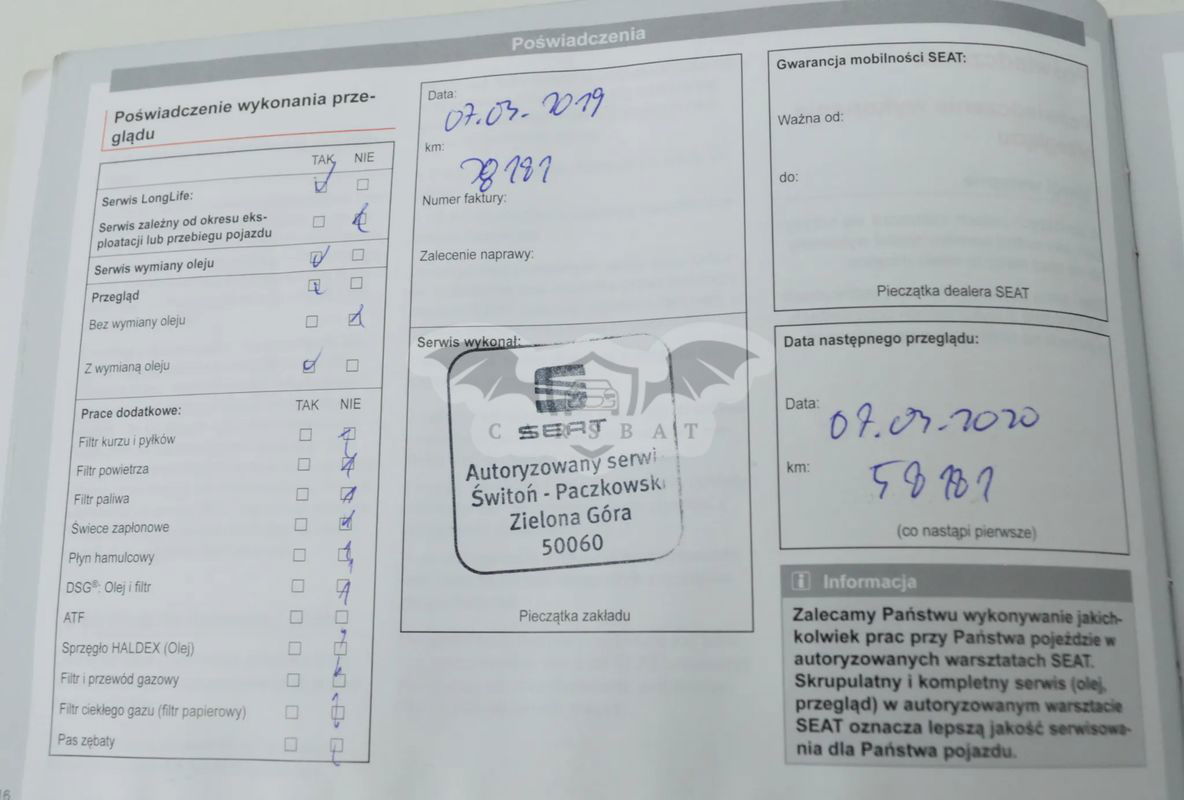 Poświadczenia
Poświadczenie wykonania prze-
glądu
TAK NIE
Serwis LongLife:
Serwis zależny od okresu eks-
ploatacji lub przebiegu pojazdu
Serwis wymiany oleju
Przegląd
Bez wymiany oleju
Z wymianą oleju
Prace dodatkowe: TAK NIE
Filtr kurzu i pyłków
Filtr powietrza
Filtr paliwa
Świece zapłonowe
Płyn hamulcowy
DSG®: Olej i filtr
ATF
Sprzęgło HALDEX (Olej)
Filtr i przewód gazowy
Filtr ciekłego gazu (filtr papierowy)
Pas zębaty
Data:
07.03.2019
km:
28181
Numer faktury:
Zalecenie naprawy:
Serwis wykonał:
SEAT
CARSBAT
Autoryzowany serwi
Świtoń - Paczkowski
Zielona Góra
50060
Pieczątka zakładu
Gwarancja mobilności SEAT:
Ważna od:
do:
Pieczątka dealera SEAT
Data następnego przeglądu:
Data: 07.03.2020
km: 58181
(co nastąpi pierwsze)
i Informacja
Zalecamy Państwu wykonywanie jakich-
kolwiek prac przy Państwa pojeździe w
autoryzowanych warsztatach SEAT.
Skrupulatny i kompletny serwis (olej,
przegląd) w autoryzowanym warsztacie
SEAT oznacza lepszą jakość serwisowa-
nia dla Państwa pojazdu.